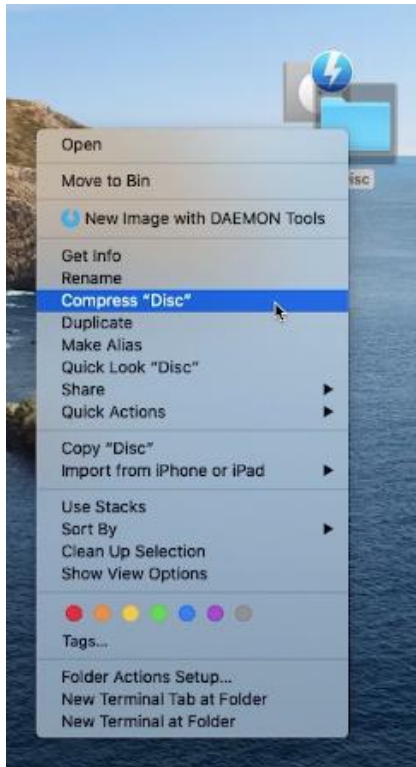 isc
Open
Move to Bin
New Image with DAEMON Tools
Get Info
Rename
Compress “Disc”
Duplicate
Make Alias
Quick Look “Disc”
Share
Quick Actions
Copy “Disc”
Import from iPhone or iPad
Use Stacks
Sort By
Clean Up Selection
Show View Options
Tags...
Folder Actions Setup...
New Terminal Tab at Folder
New Terminal at Folder